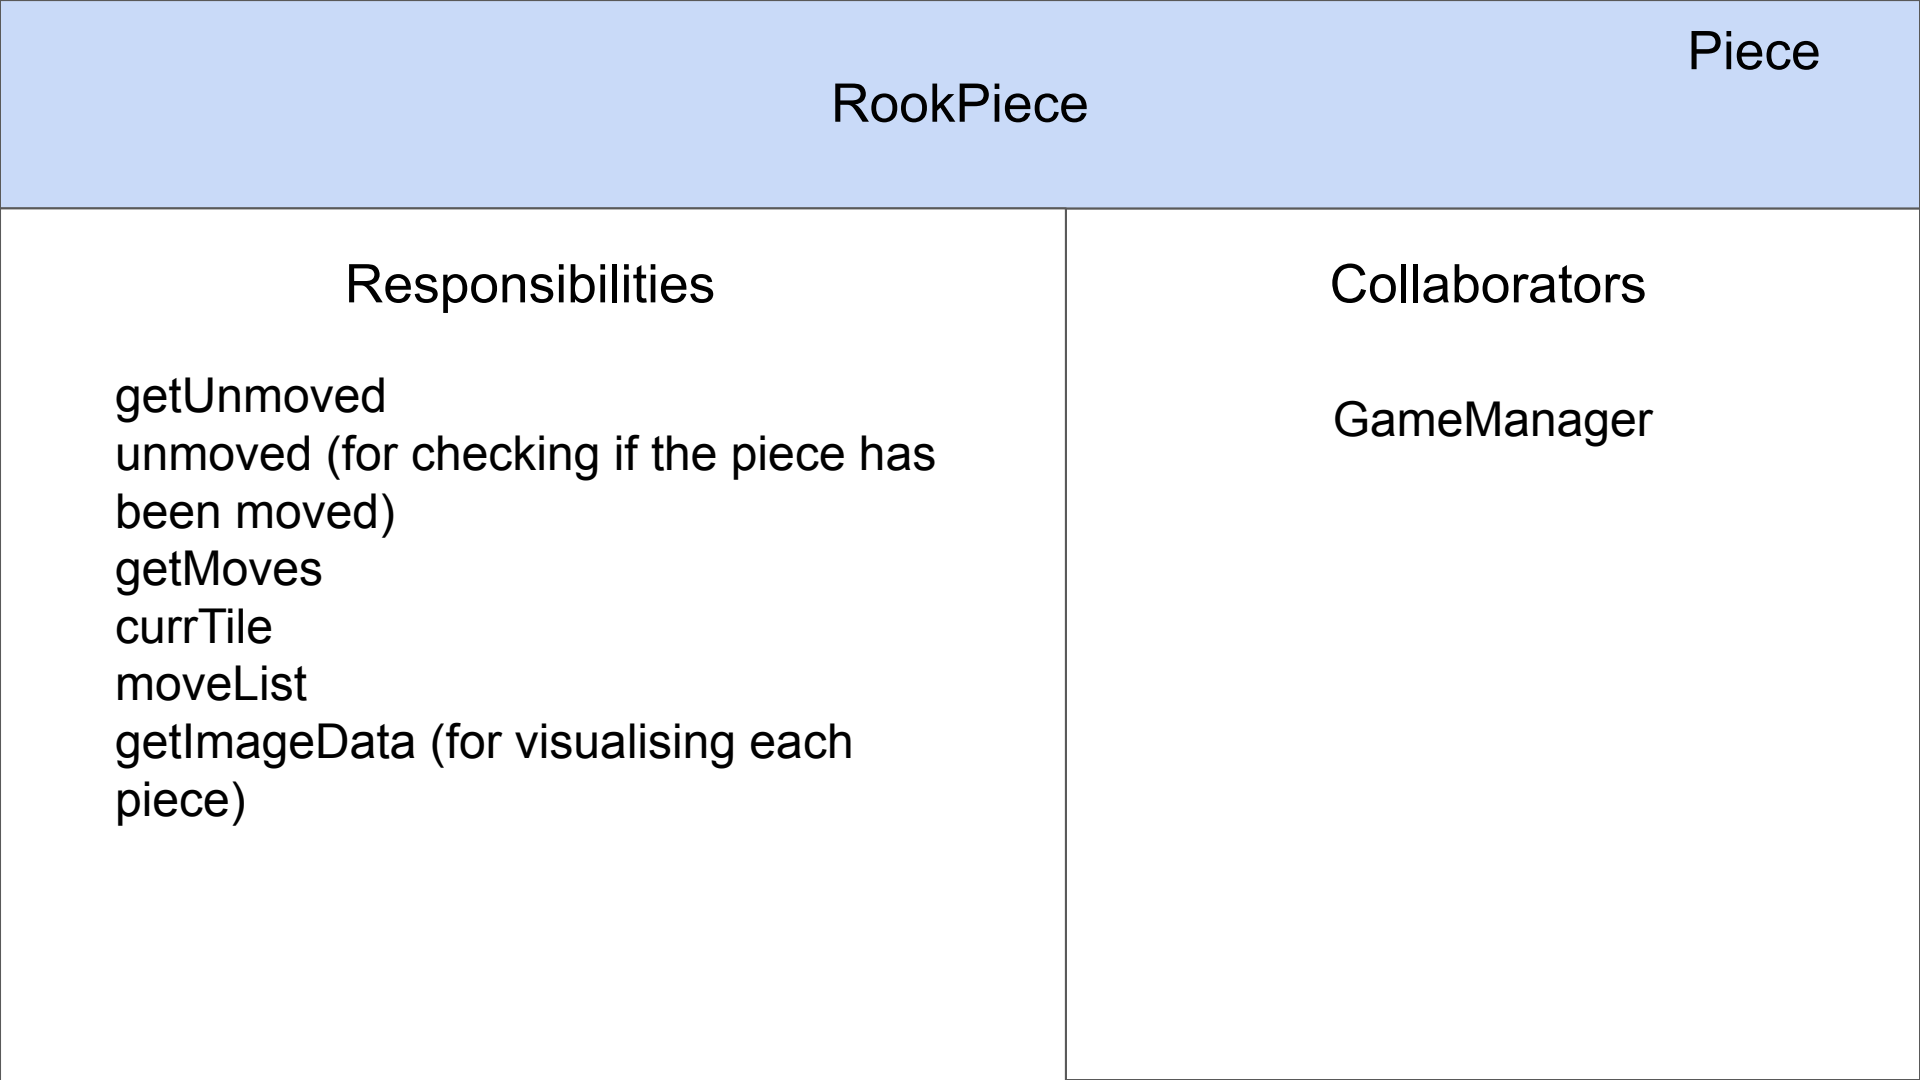 Piece
RookPiece
Responsibilities
getUnmoved
unmoved (for checking if the piece has
been moved)
getMoves
currTile
moveList
getImageData (for visualising each
piece)
Collaborators
GameManager